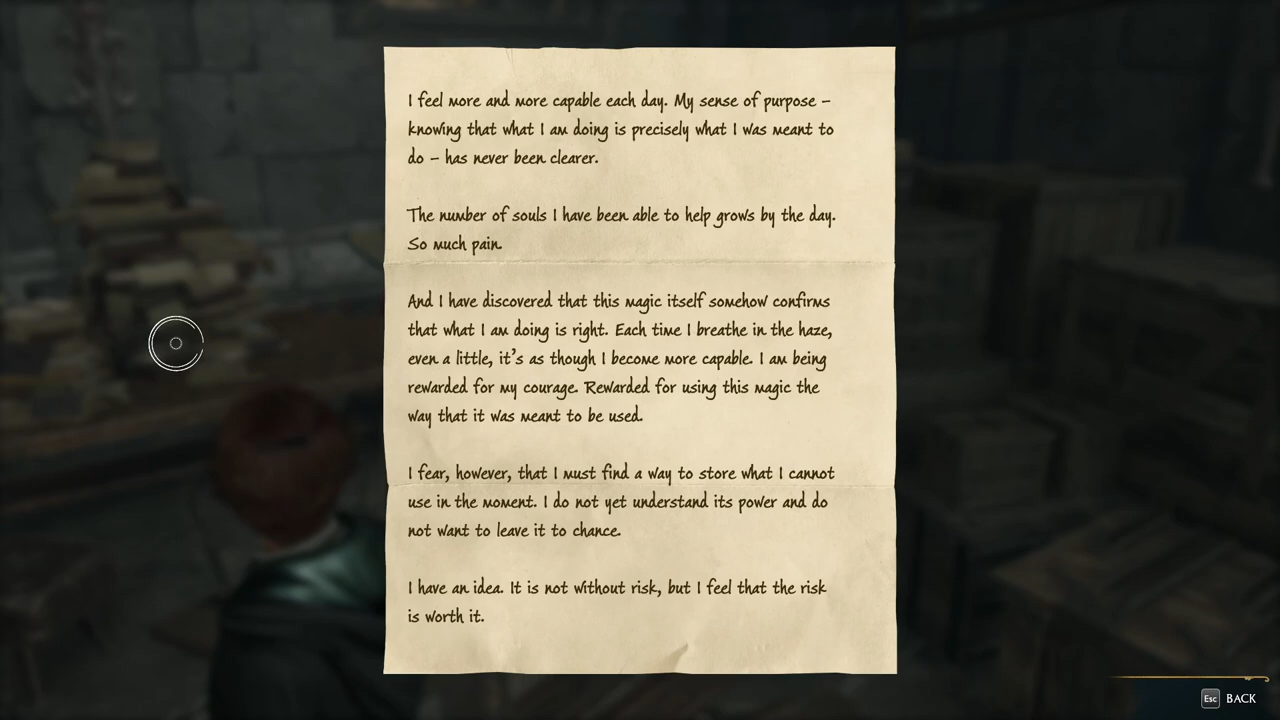 I feel more and more capable each day. My sense of purpose –
knowing that what I am doing is precisely what I was meant to
do – has never been clearer.
The number of souls I have been able to help grows by the day.
So much pain.
And I have discovered that this magic itself somehow confirms
that what I am doing is right. Each time I breathe in the haze,
even a little, it's as though I become more capable. I am being
rewarded for my courage. Rewarded for using this magic the
way that it was meant to be used.
I fear, however, that I must find a way to store what I cannot
use in the moment. I do not yet understand its power and do
not want to leave it to chance.
I have an idea. It is not without risk, but I feel that the risk
is worth it.
Esc BACK